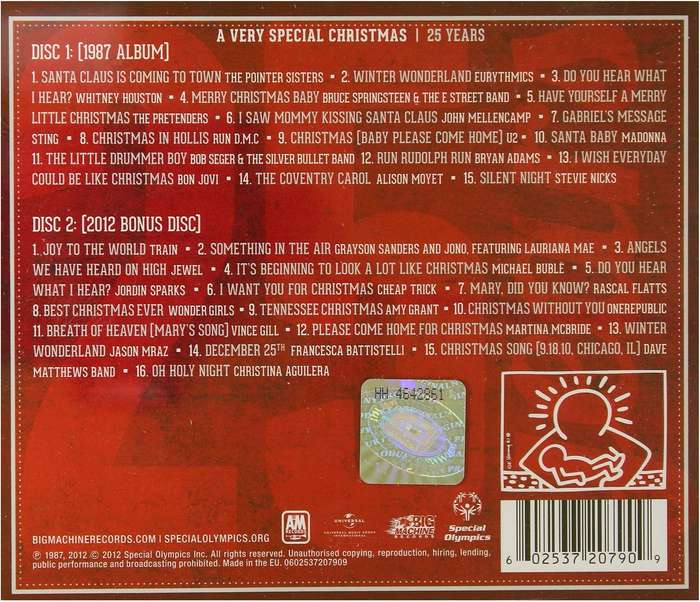 A VERY SPECIAL CHRISTMAS | 25 YEARS
DISC 1: [1987 ALBUM]
1. SANTA CLAUS IS COMING TO TOWN THE POINTER SISTERS • 2. WINTER WONDERLAND EURYTHMICS • 3. DO YOU HEAR WHAT
I HEAR? WHITNEY HOUSTON • 4. MERRY CHRISTMAS BABY BRUCE SPRINGSTEEN & THE E STREET BAND • 5. HAVE YOURSELF A MERRY
LITTLE CHRISTMAS THE PRETENDERS • 6. I SAW MOMMY KISSING SANTA CLAUS JOHN MELLENCAMP • 7. GABRIEL'S MESSAGE
STING • 8. CHRISTMAS IN HOLLIS RUN D.M.C • 9. CHRISTMAS [BABY PLEASE COME HOME] U2 • 10. SANTA BABY MADONNA
11. THE LITTLE DRUMMER BOY BOB SEGER & THE SILVER BULLET BAND 12. RUN RUDOLPH RUN BRYAN ADAMS • 13. I WISH EVERYDAY
COULD BE LIKE CHRISTMAS BON JOVI • 14. THE COVENTRY CAROL ALISON MOYET • 15. SILENT NIGHT STEVIE NICKS
DISC 2: [2012 BONUS DISC]
1. JOY TO THE WORLD TRAIN • 2. SOMETHING IN THE AIR GRAYSON SANDERS AND JONO, FEATURING LAURIANA MAE • 3. ANGELS
WE HAVE HEARD ON HIGH JEWEL • 4. IT'S BEGINNING TO LOOK A LOT LIKE CHRISTMAS MICHAEL BUBLÉ • 5. DO YOU HEAR
WHAT I HEAR? JORDIN SPARKS • 6. I WANT YOU FOR CHRISTMAS CHEAP TRICK • 7. MARY, DID YOU KNOW? RASCAL FLATTS
8. BEST CHRISTMAS EVER WONDER GIRLS • 9. TENNESSEE CHRISTMAS AMY GRANT • 10. CHRISTMAS WITHOUT YOU ONEREPUBLIC
11. BREATH OF HEAVEN [MARY'S SONG] VINCE GILL • 12. PLEASE COME HOME FOR CHRISTMAS MARTINA MCBRIDE • 13. WINTER
WONDERLAND JASON MRAZ • 14. DECEMBER 25TH FRANCESCA BATTISTELLI • 15. CHRISTMAS SONG [9.18.10, CHICAGO, IL] DAVE
MATTHEWS BAND • 16. OH HOLY NIGHT CHRISTINA AGUILERA
HH 4642861
BIGMACHINERECORDS.COM | SPECIALOLYMPICS.ORG
A&M RECORDS
UNIVERSAL
UNIVERSAL MUSIC GROUP INTERNATIONAL
BIG MACHINE RECORDS
Special Olympics
℗ 1987, 2012 © 2012 Special Olympics Inc. All rights reserved. Unauthorised copying, reproduction, hiring, lending,
public performance and broadcasting prohibited. Made in the EU. 0602537207909
6 02537 20790 9